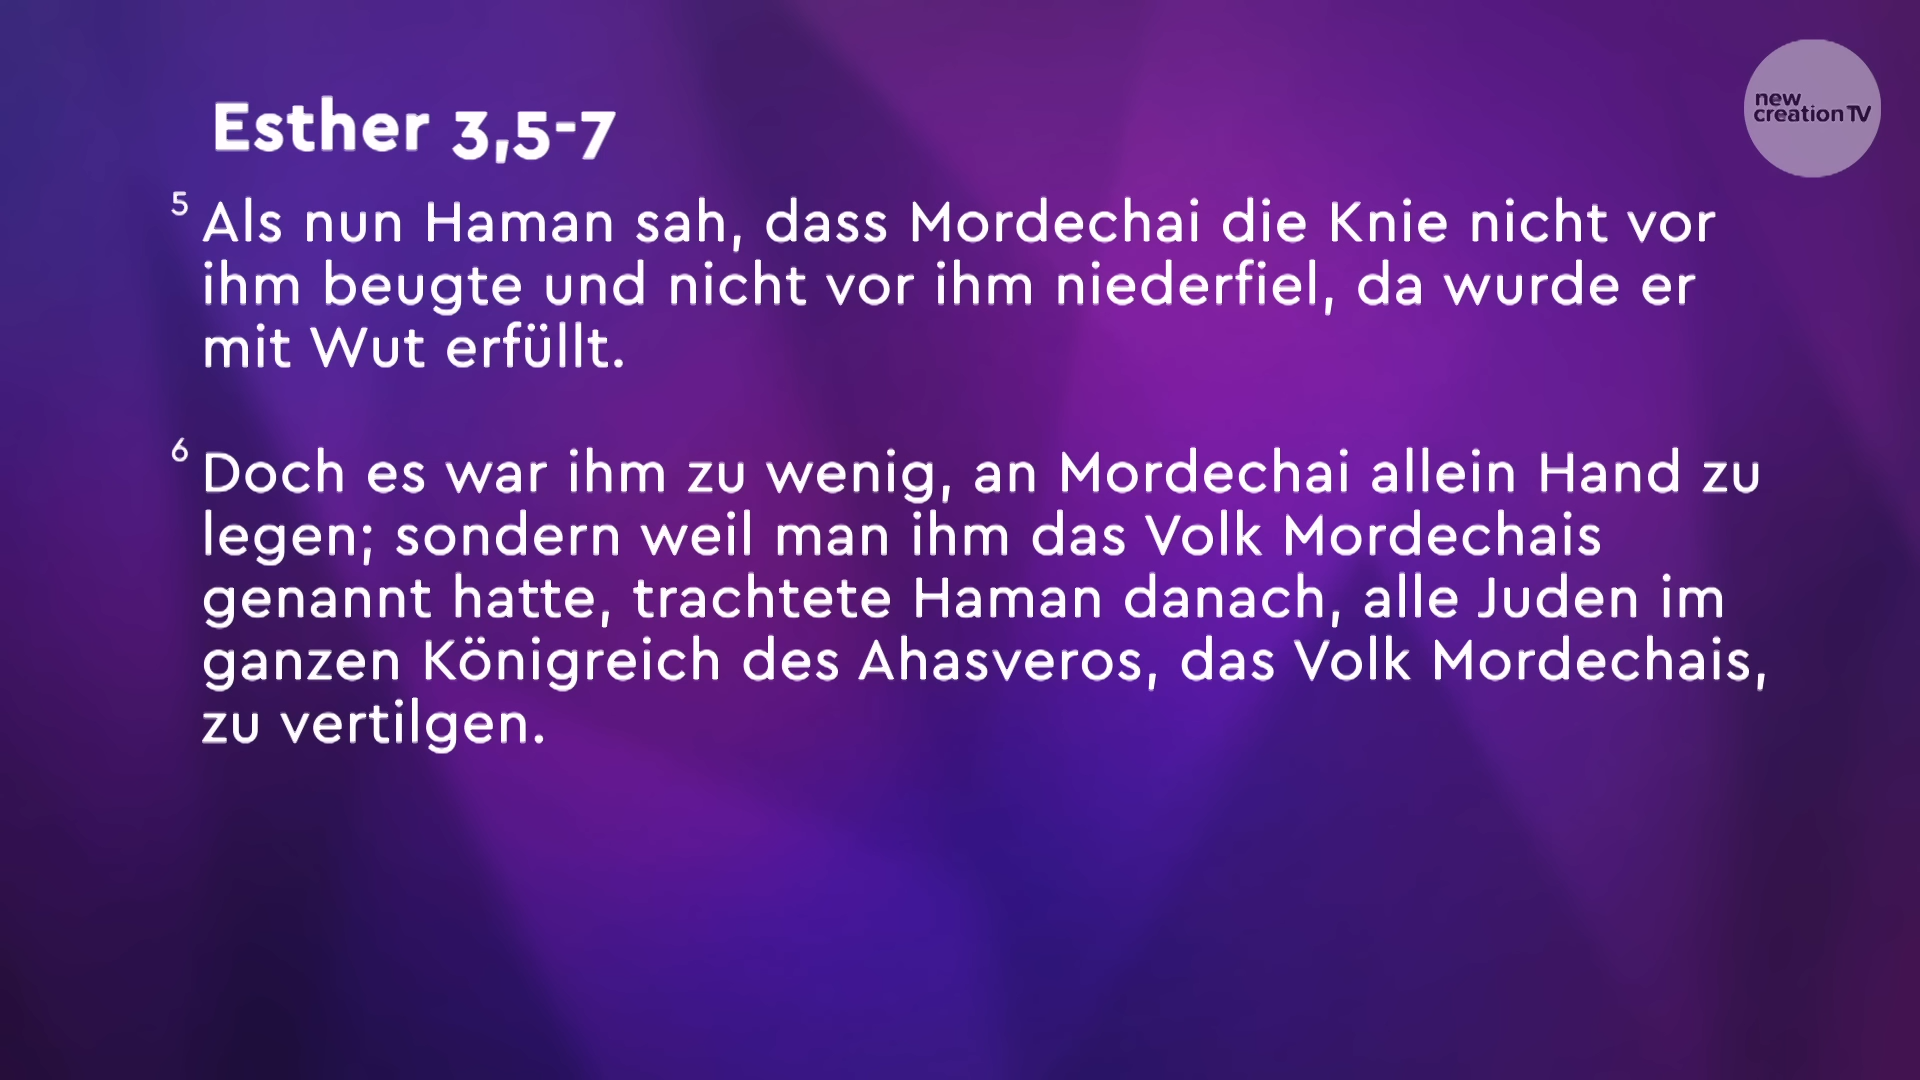 new
creation TV
Esther 3,5-7
5 Als nun Haman sah, dass Mordechai die Knie nicht vor
ihm beugte und nicht vor ihm niederfiel, da wurde er
mit Wut erfüllt.
6 Doch es war ihm zu wenig, an Mordechai allein Hand zu
legen; sondern weil man ihm das Volk Mordechais
genannt hatte, trachtete Haman danach, alle Juden im
ganzen Königreich des Ahasveros, das Volk Mordechais,
zu vertilgen.